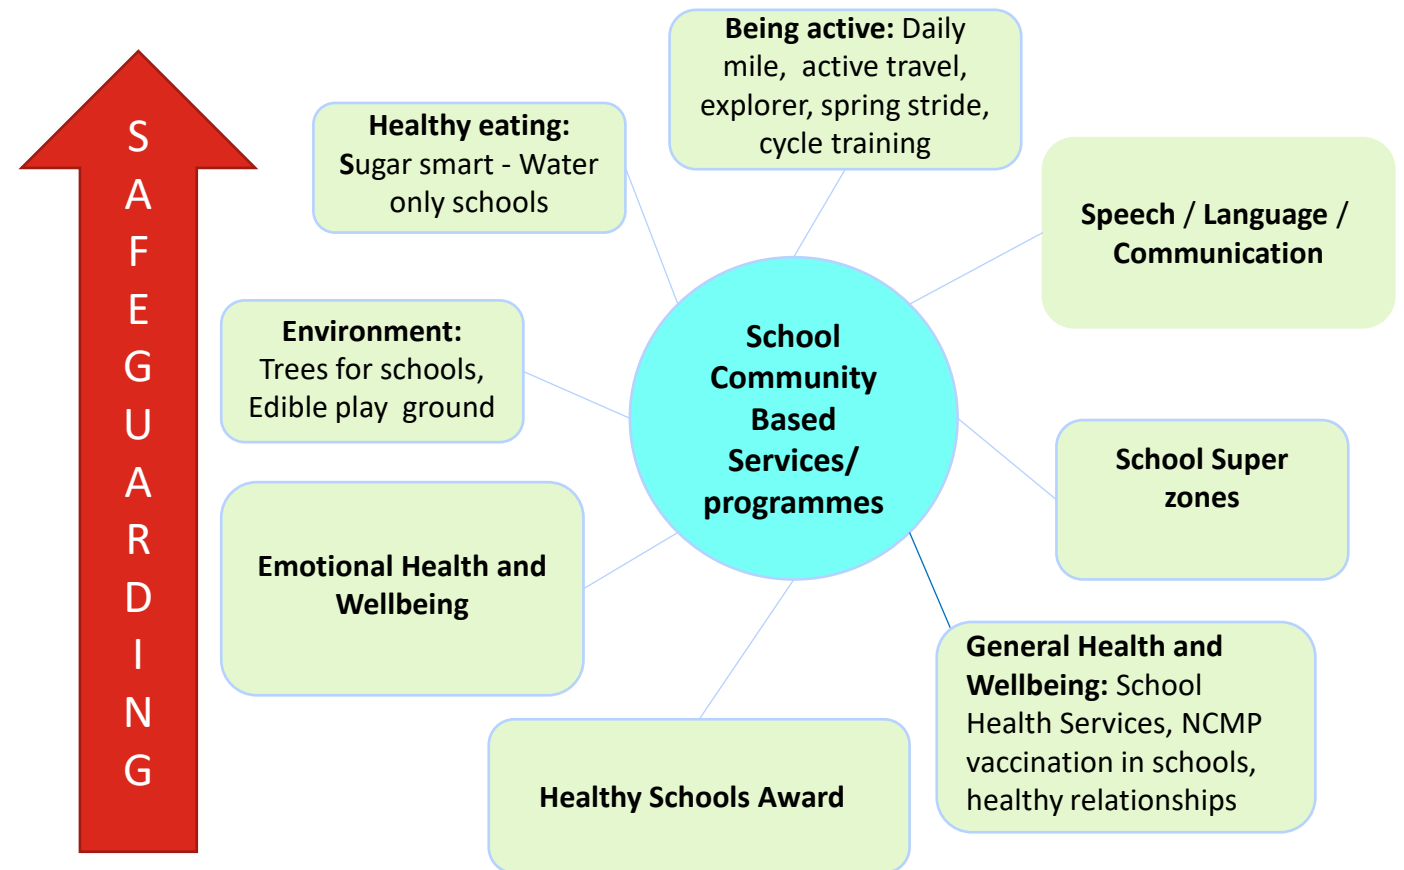 S
A
F
E
G
U
A
R
D
I
N
G
Being active: Daily
mile, active travel,
explorer, spring stride,
cycle training
Healthy eating:
Sugar smart - Water
only schools
Speech / Language /
Communication
Environment:
Trees for schools,
Edible play ground
School
Community
Based
Services/
programmes
School Super
zones
Emotional Health and
Wellbeing
General Health and
Wellbeing: School
Health Services, NCMP
vaccination in schools,
healthy relationships
Healthy Schools Award